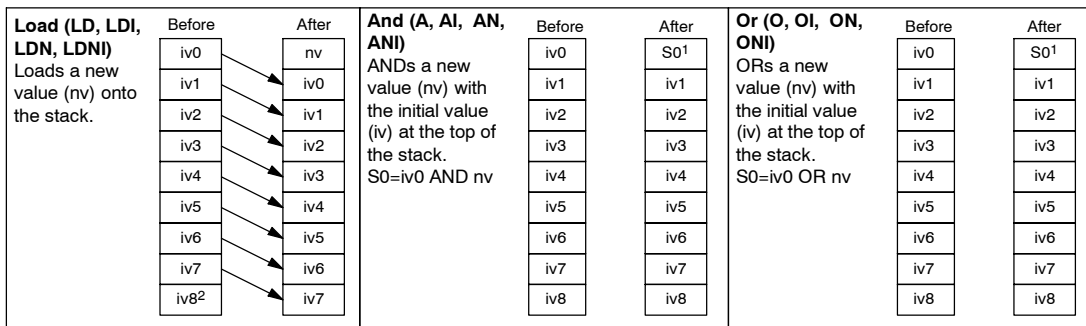 Load (LD, LDI,
LDN, LDNI)
Loads a new
value (nv) onto
the stack.
Before
iv0
iv1
iv2
iv3
iv4
iv5
iv6
iv7
iv8²
After
nv
iv0
iv1
iv2
iv3
iv4
iv5
iv6
iv7
And (A, AI, AN,
ANI)
ANDs a new
value (nv) with
the initial value
(iv) at the top of
the stack.
S0=iv0 AND nv
Before
iv0
iv1
iv2
iv3
iv4
iv5
iv6
iv7
iv8
After
S0¹
iv1
iv2
iv3
iv4
iv5
iv6
iv7
iv8
Or (O, OI, ON,
ONI)
ORs a new
value (nv) with
the initial value
(iv) at the top of
the stack.
S0=iv0 OR nv
Before
iv0
iv1
iv2
iv3
iv4
iv5
iv6
iv7
iv8
After
S0¹
iv1
iv2
iv3
iv4
iv5
iv6
iv7
iv8